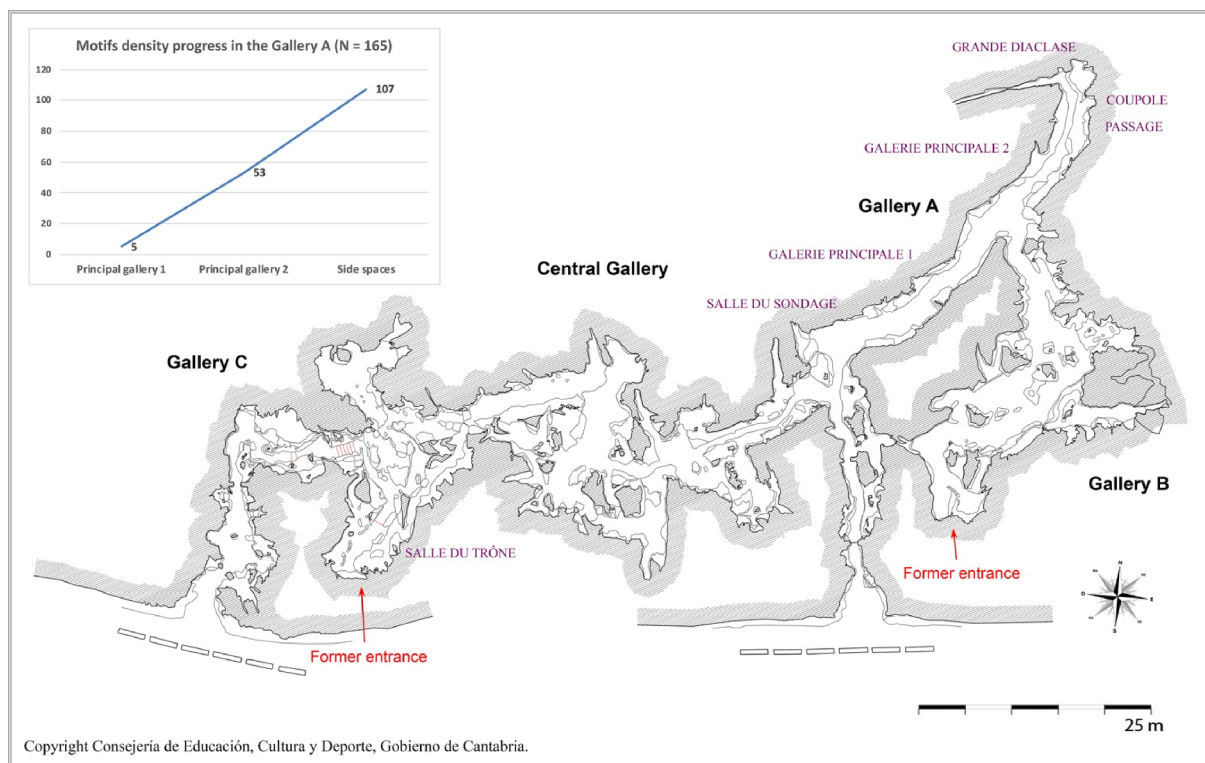 Motifs density progress in the Gallery A (N = 165)
120
100
80
60
40
20
0
5
53
107
Principal gallery 1
Principal gallery 2
Side spaces
GRANDE DIACLASE
COUPOLE
PASSAGE
GALERIE PRINCIPALE 2
Gallery A
GALERIE PRINCIPALE 1
Central Gallery
SALLE DU SONDAGE
Gallery C
Gallery B
SALLE DU TRÔNE
Former entrance
Former entrance
N
O
E
S
25 m
Copyright Consejería de Educación, Cultura y Deporte, Gobierno de Cantabria.